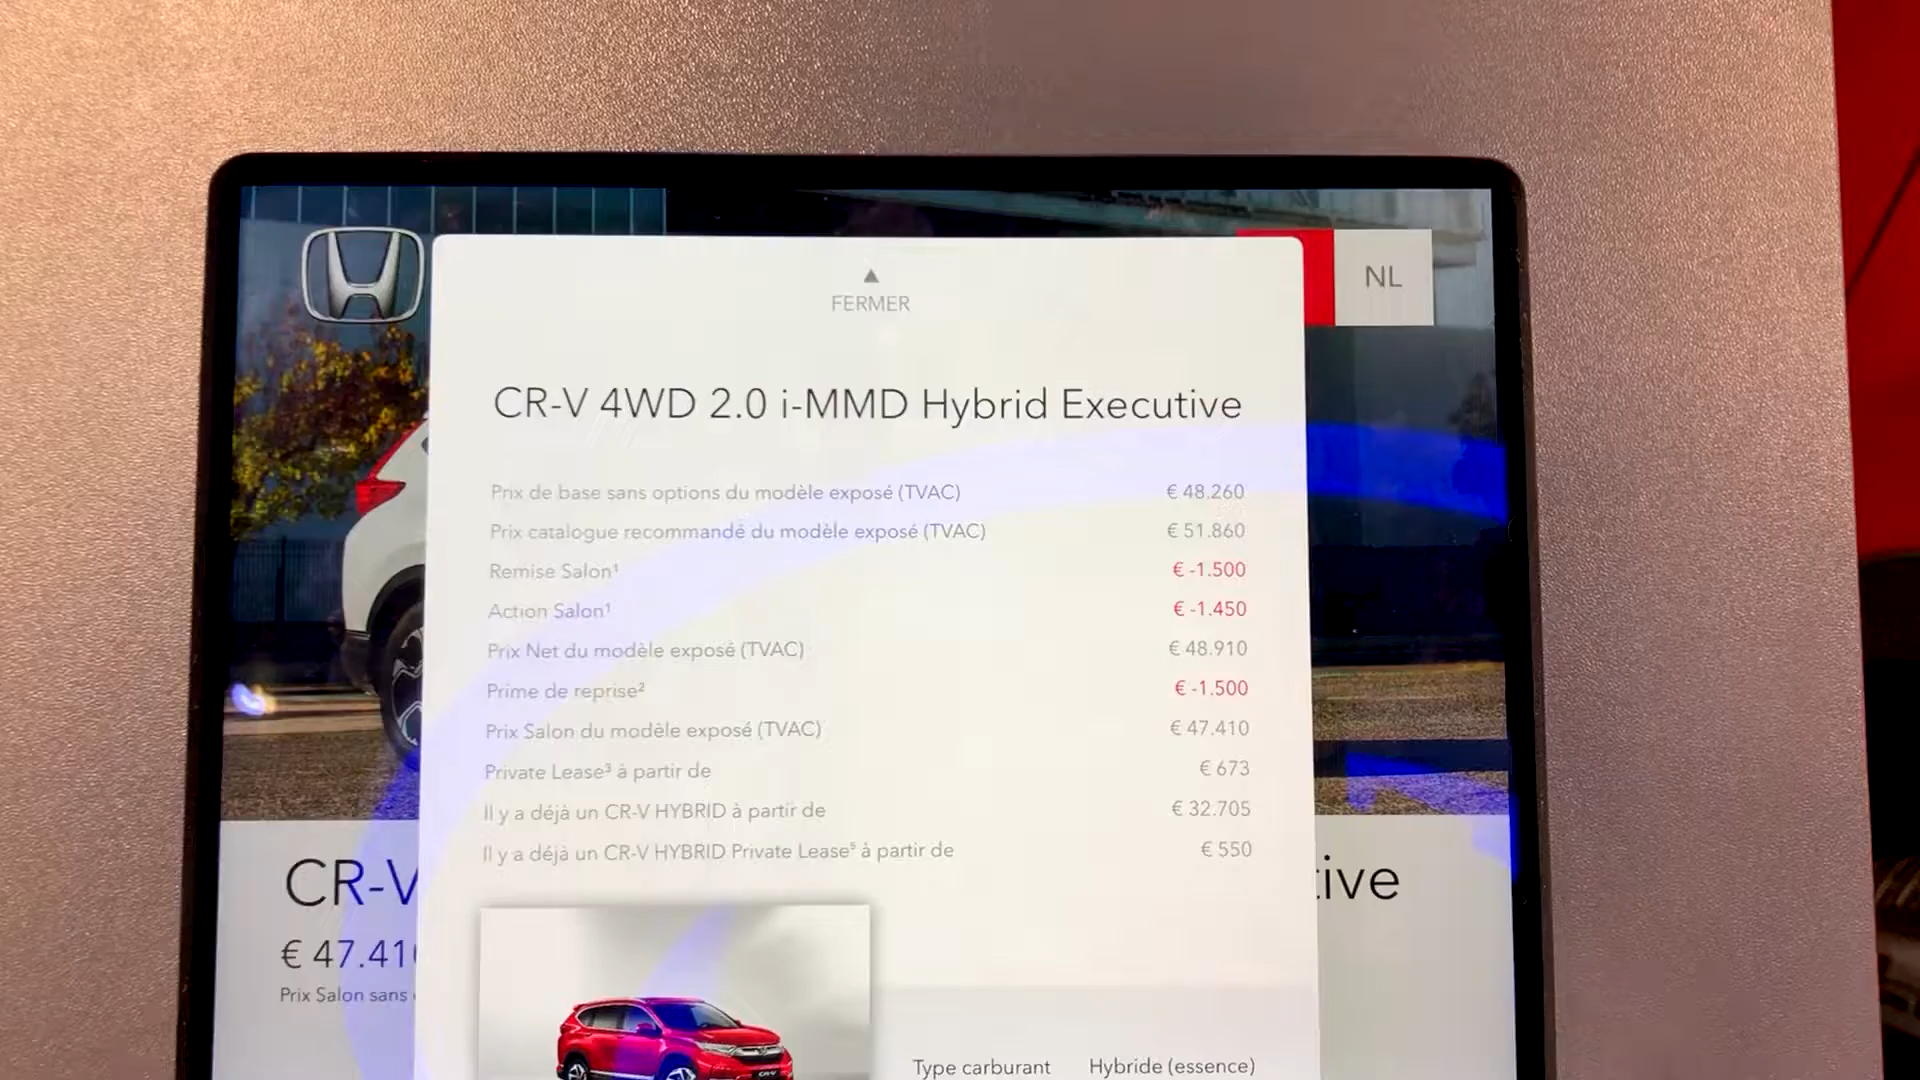 NL
▲
FERMER
CR-V 4WD 2.0 i-MMD Hybrid Executive
Prix de base sans options du modèle exposé (TVAC) € 48.260
Prix catalogue recommandé du modèle exposé (TVAC) € 51.860
Remise Salon¹ € -1.500
Action Salon¹ € -1.450
Prix Net du modèle exposé (TVAC) € 48.910
Prime de reprise² € -1.500
Prix Salon du modèle exposé (TVAC) € 47.410
Private Lease³ à partir de € 673
Il y a déjà un CR-V HYBRID à partir de € 32.705
Il y a déjà un CR-V HYBRID Private Lease⁵ à partir de € 550
CR-V
tive
€ 47.410
Prix Salon sans
CR-V
Type carburant Hybride (essence)